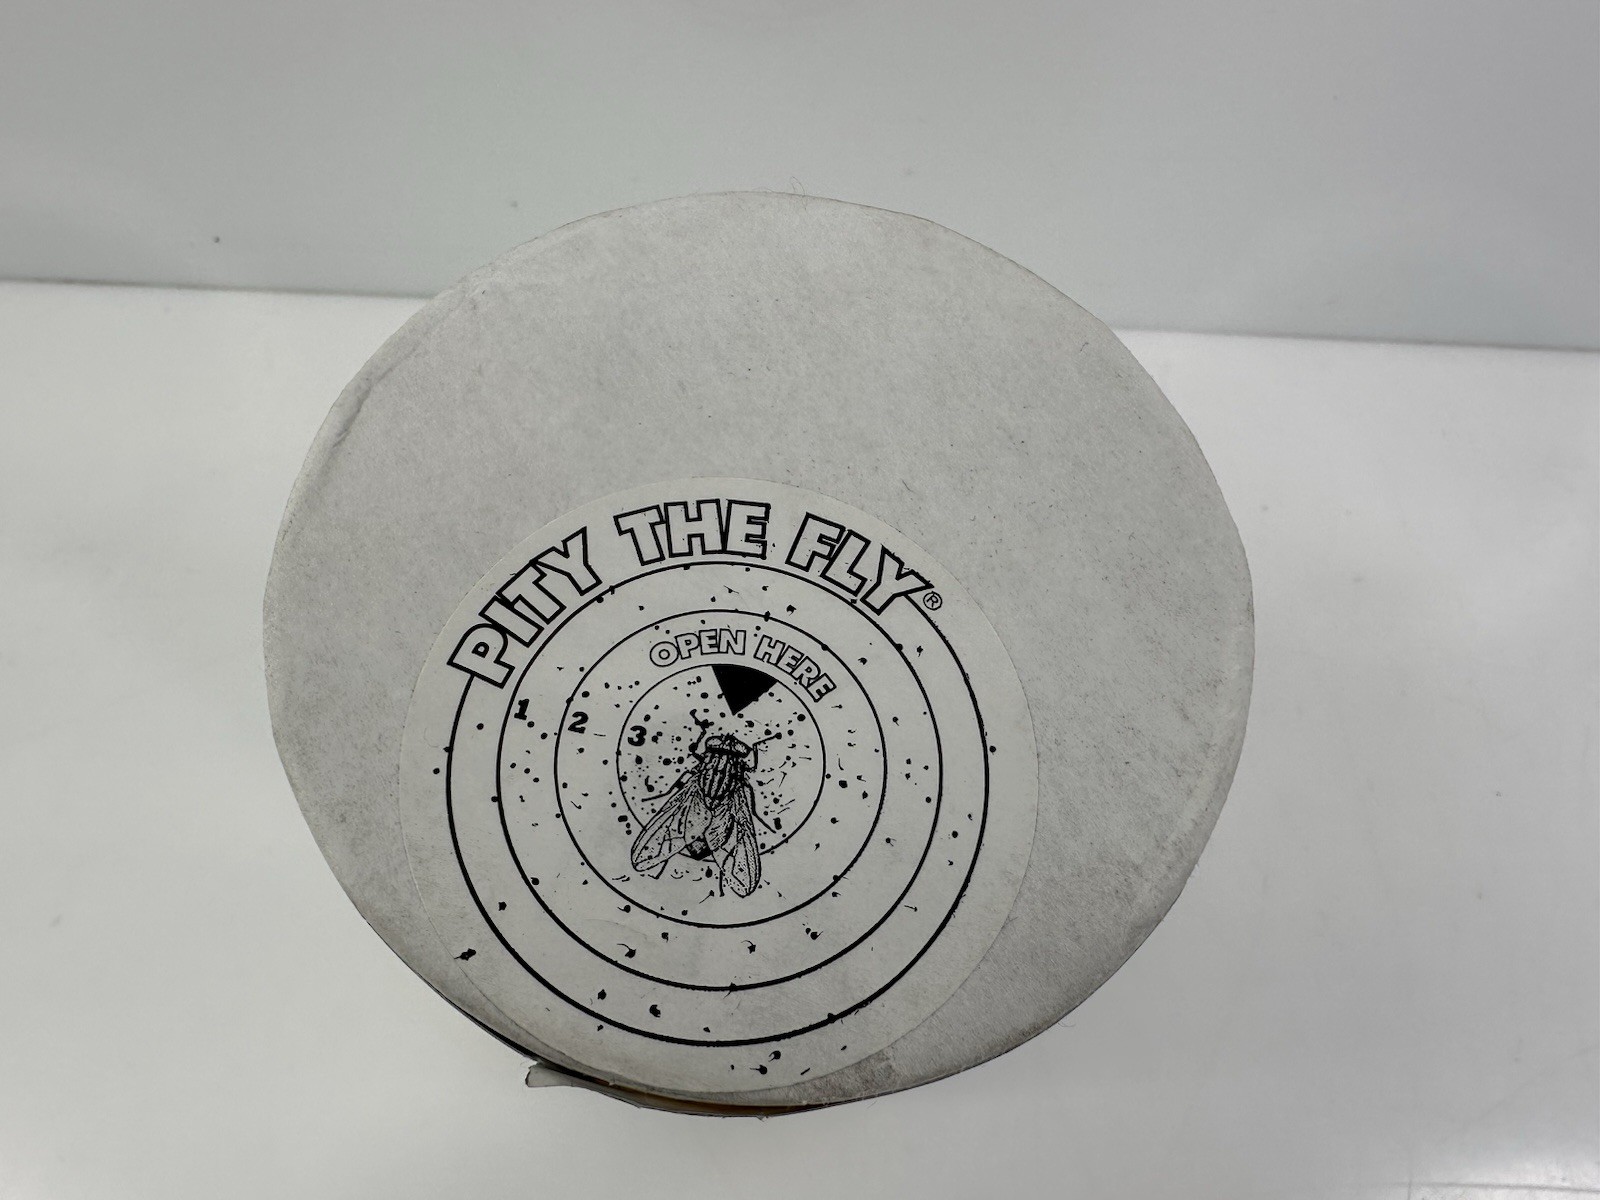 PITY THE FLY®
OPEN HERE
1 2 3